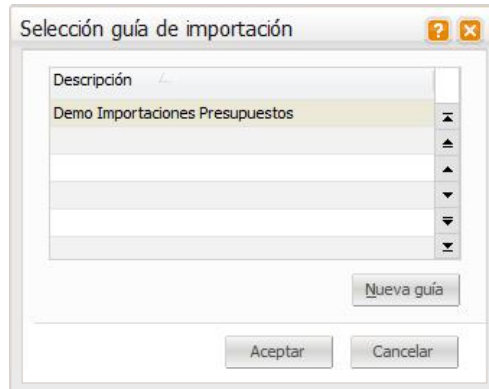 Selección guía de importación
?
Descripción
Demo Importaciones Presupuestos
Nueva guía
Aceptar
Cancelar